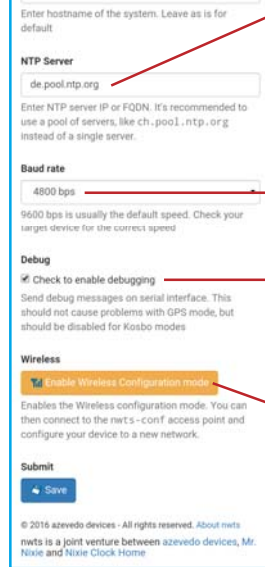 Enter hostname of the system. Leave as is for
default
NTP Server
de.pool.ntp.org
Enter NTP server IP or FQDN. It's recommended to
use a pool of servers, like ch.pool.ntp.org
instead of a single server.
Baud rate
4800 bps
9600 bps is usually the default speed. Check your
target device for the correct speed
Debug
Check to enable debugging
Send debug messages on serial interface. This
should not cause problems with GPS mode, but
should be disabled for Kosbo modes
Wireless
Enable Wireless Configuration mode
Enables the Wireless configuration mode. You can
then connect to the nwts-conf access point and
configure your device to a new network.
Submit
Save
© 2016 azevedo devices - All rights reserved. About nwts
nwts is a joint venture between azevedo devices, Mr.
Nixie and Nixie Clock Home